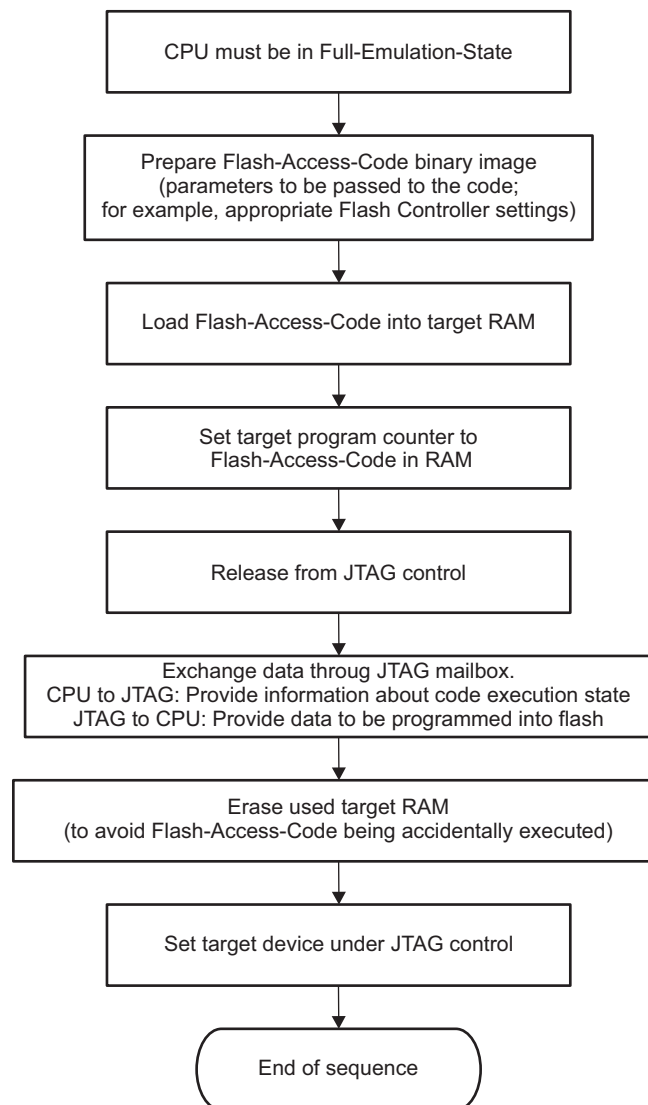 CPU must be in Full-Emulation-State
Prepare Flash-Access-Code binary image
(parameters to be passed to the code;
for example, appropriate Flash Controller settings)
Load Flash-Access-Code into target RAM
Set target program counter to
Flash-Access-Code in RAM
Release from JTAG control
Exchange data throug JTAG mailbox.
CPU to JTAG: Provide information about code execution state
JTAG to CPU: Provide data to be programmed into flash
Erase used target RAM
(to avoid Flash-Access-Code being accidentally executed)
Set target device under JTAG control
End of sequence